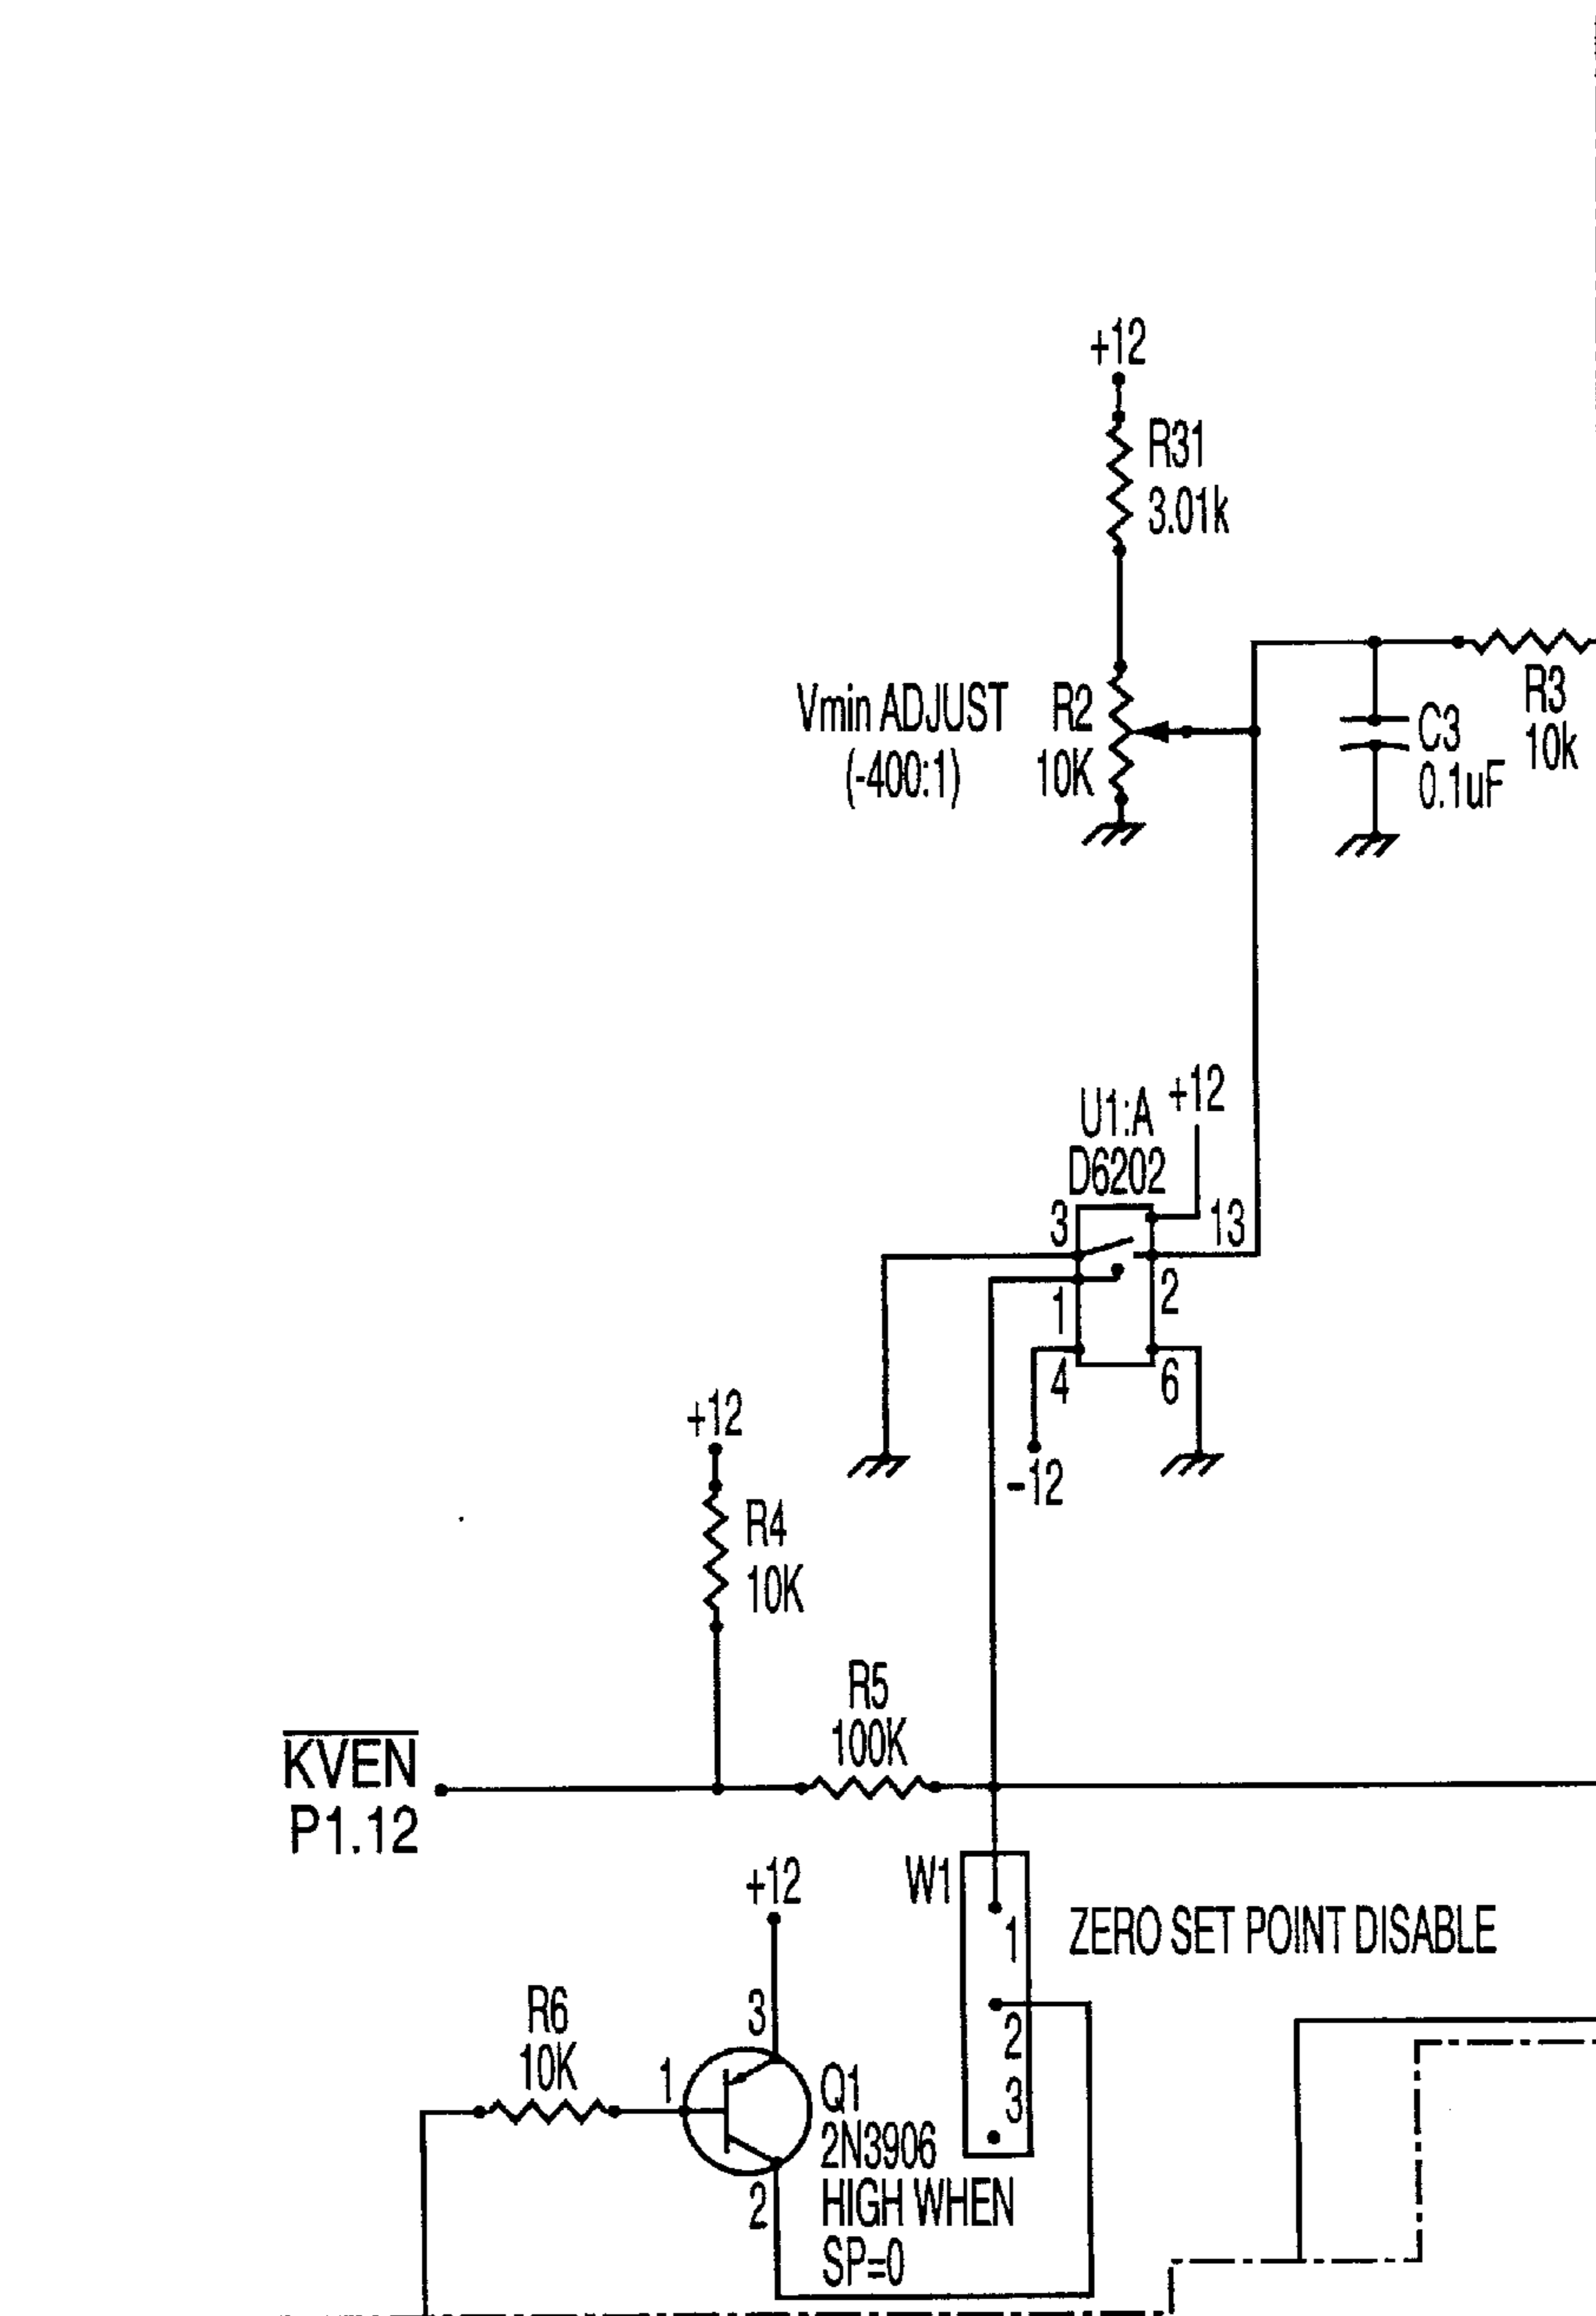 +12
R31
3.01k
Vmin ADJUST
(-400:1)
R2
10K
C3
0.1uF
R3
10k
U1:A
D6202
+12
3
13
1
2
4
6
-12
+12
R4
10K
R5
100K
KVEN
P1.12
W1
1
2
3
ZERO SET POINT DISABLE
+12
R6
10K
1
3
2
Q1
2N3906
HIGH WHEN
SP=0